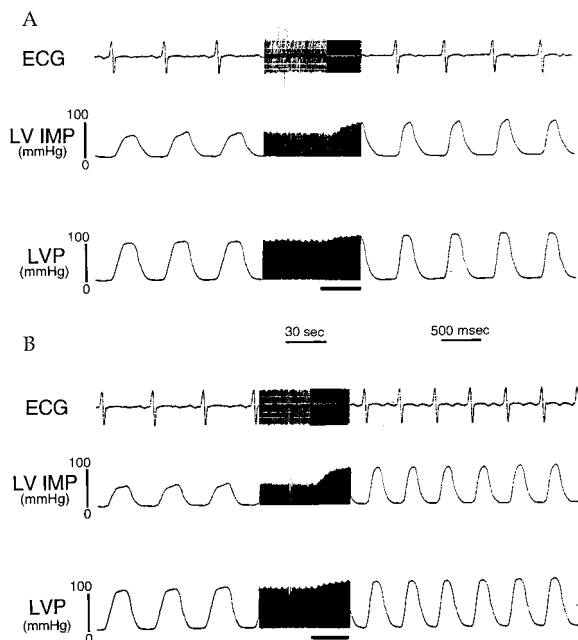 A
ECG
100
LV IMP
(mmHg)
0
100
LVP
(mmHg)
0
30 sec
500 msec
B
ECG
100
LV IMP
(mmHg)
0
100
LVP
(mmHg)
0